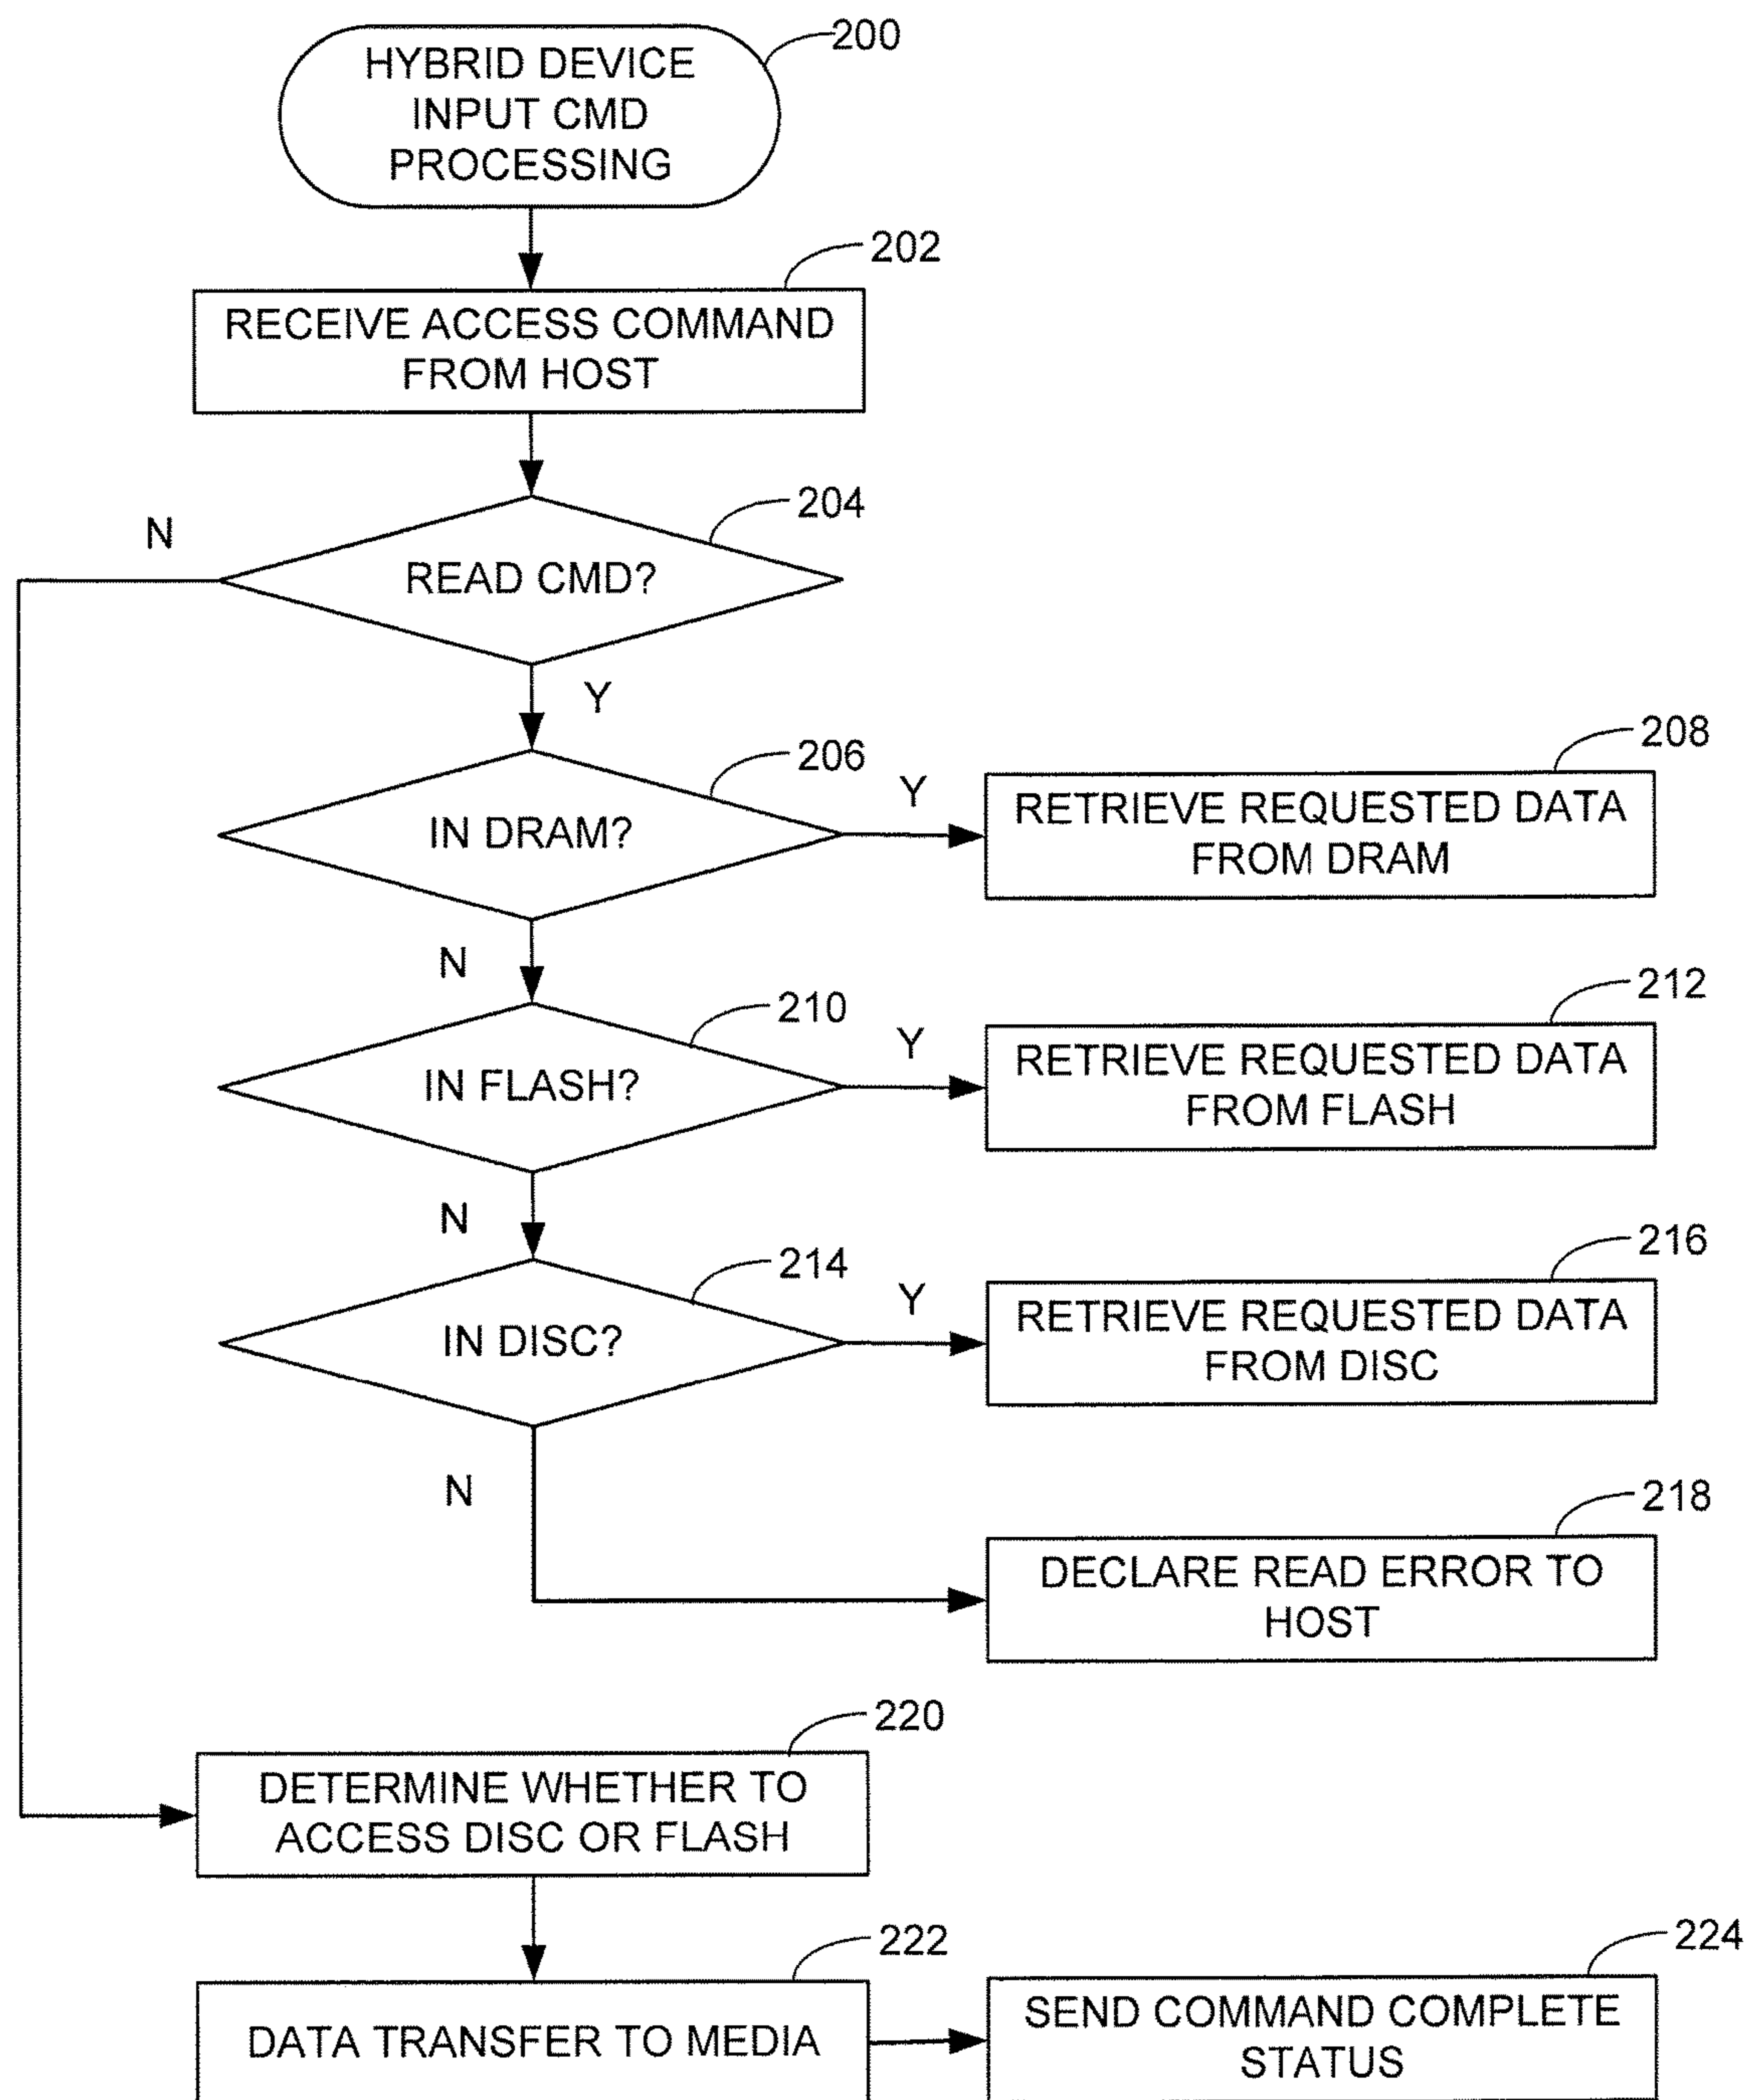 200
HYBRID DEVICE
INPUT CMD
PROCESSING
202
RECEIVE ACCESS COMMAND
FROM HOST
204
N
READ CMD?
Y
206
208
IN DRAM?
Y
RETRIEVE REQUESTED DATA
FROM DRAM
N
210
212
IN FLASH?
Y
RETRIEVE REQUESTED DATA
FROM FLASH
N
214
216
IN DISC?
Y
RETRIEVE REQUESTED DATA
FROM DISC
N
218
DECLARE READ ERROR TO
HOST
220
DETERMINE WHETHER TO
ACCESS DISC OR FLASH
222
224
DATA TRANSFER TO MEDIA
SEND COMMAND COMPLETE
STATUS